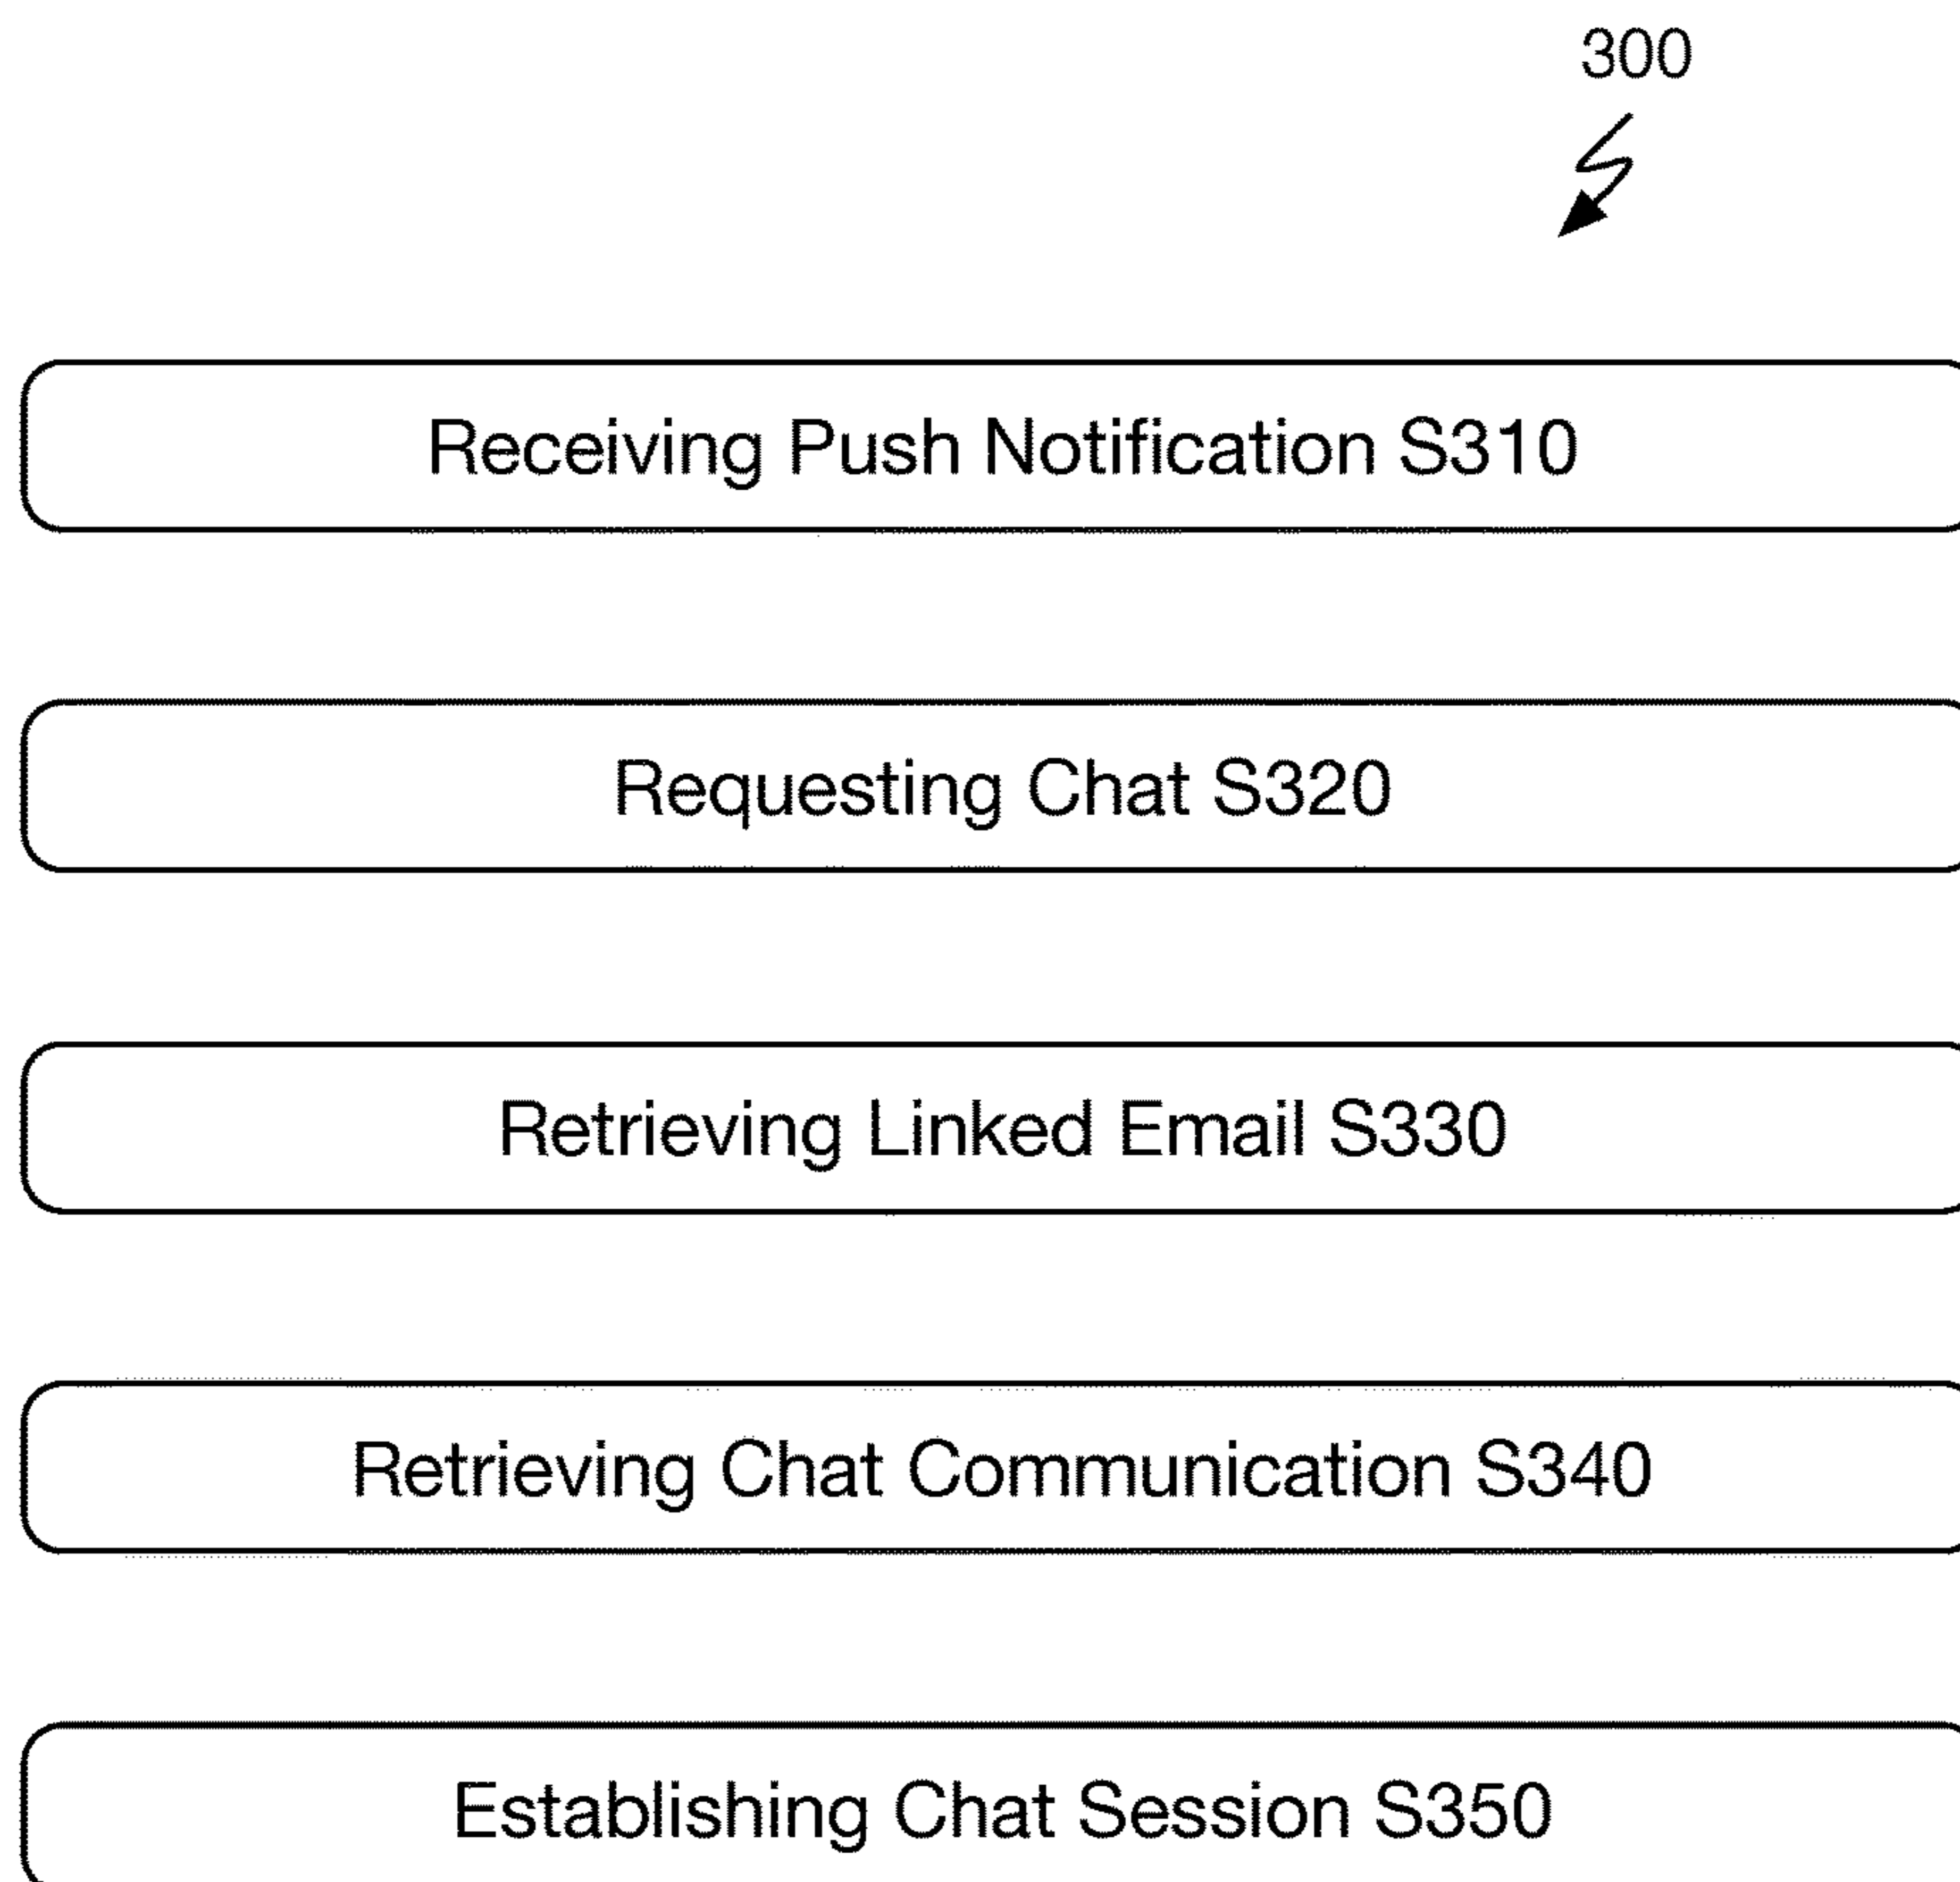 300
Receiving Push Notification S310
Requesting Chat S320
Retrieving Linked Email S330
Retrieving Chat Communication S340
Establishing Chat Session S350